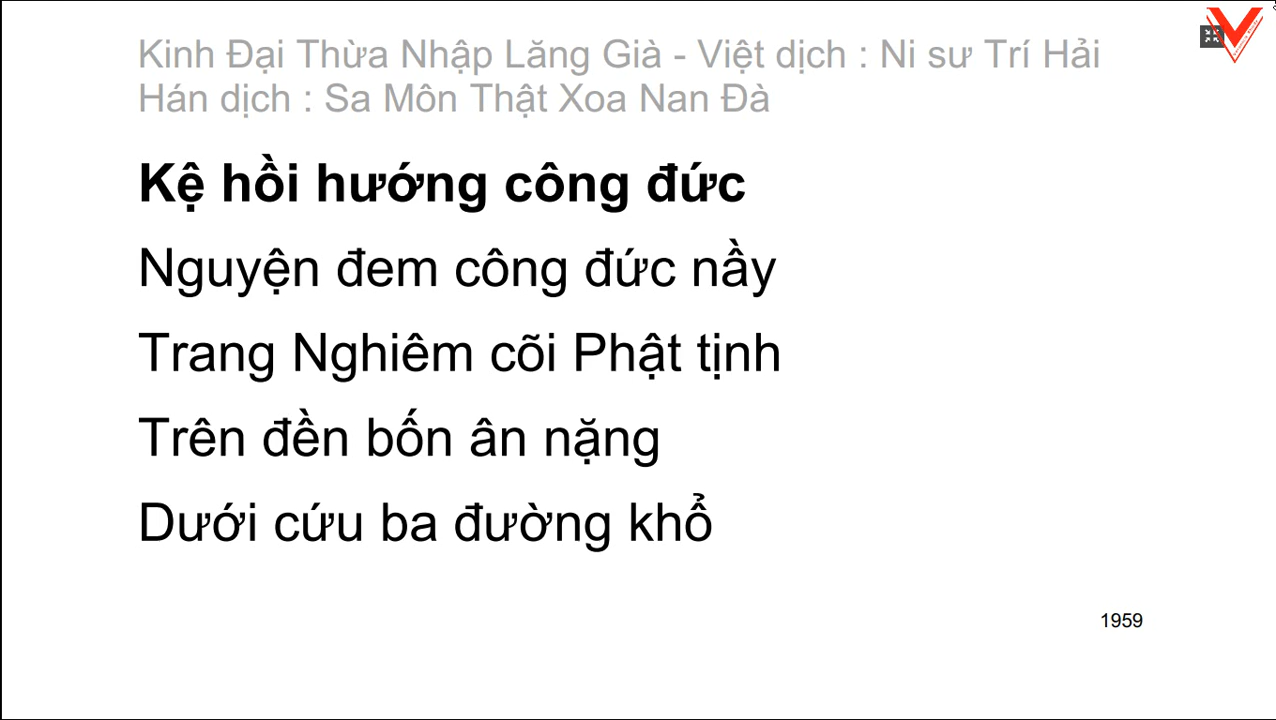 Kinh Đại Thừa Nhập Lăng Già - Việt dịch : Ni sư Trí Hải
Hán dịch : Sa Môn Thật Xoa Nan Đà
Kệ hồi hướng công đức
Nguyện đem công đức nầy
Trang Nghiêm cõi Phật tịnh
Trên đền bốn ân nặng
Dưới cứu ba đường khổ
1959